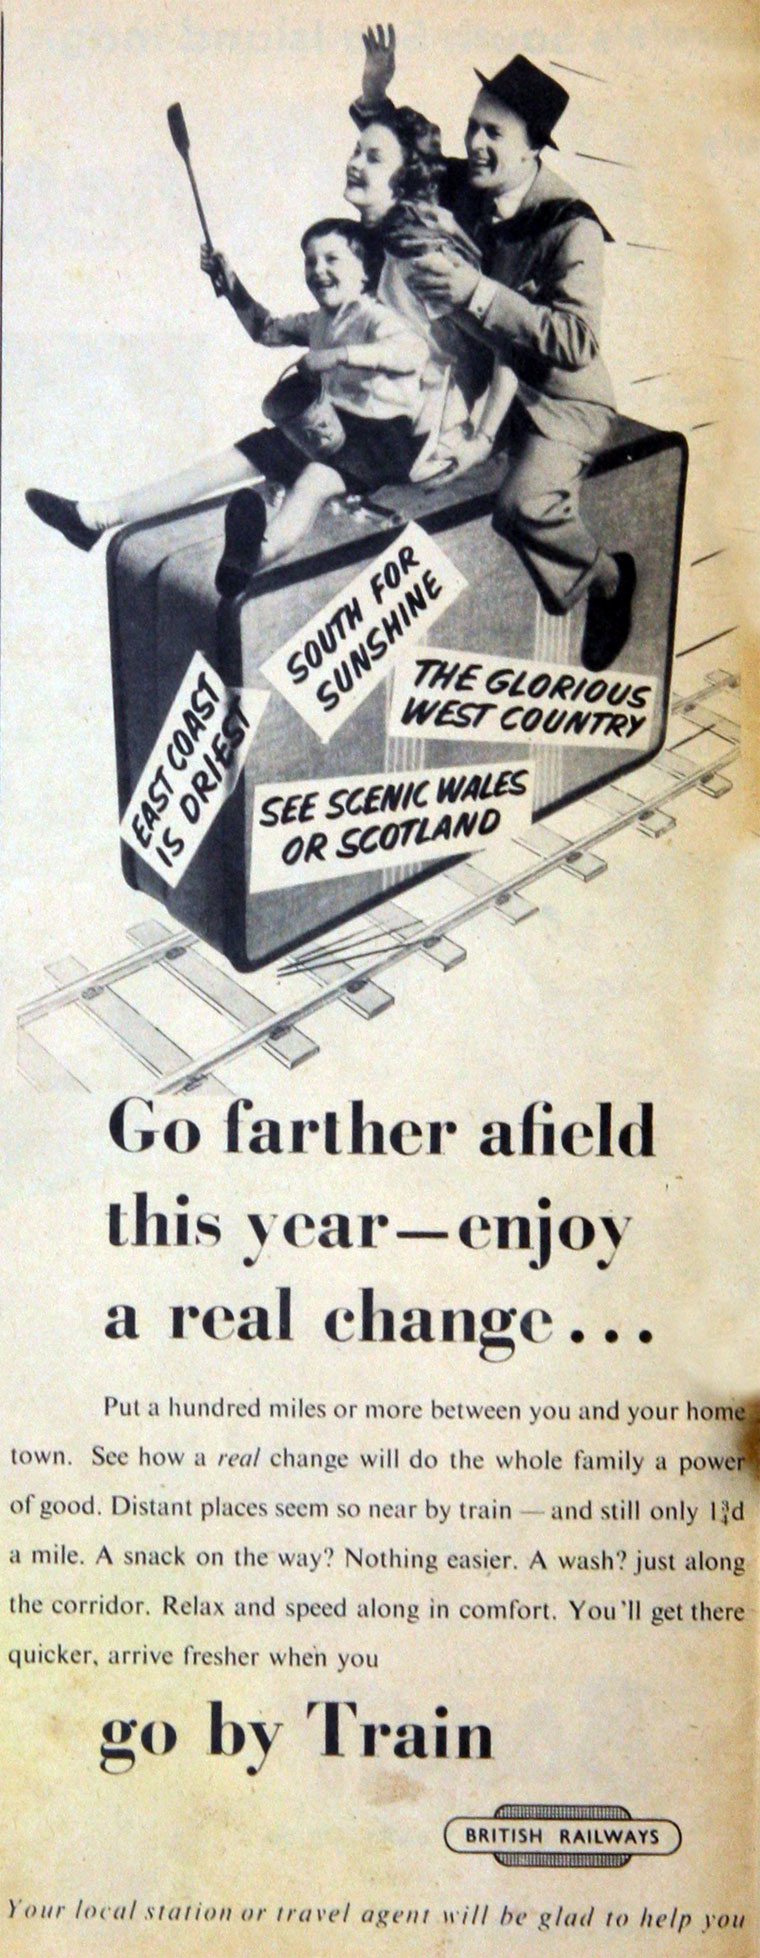 SOUTH FOR
SUNSHINE
THE GLORIOUS
WEST COUNTRY
EAST COAST
IS DRIEST
SEE SCENIC WALES
OR SCOTLAND
Go farther afield
this year—enjoy
a real change...
Put a hundred miles or more between you and your home
town. See how a real change will do the whole family a power
of good. Distant places seem so near by train — and still only 1¾d
a mile. A snack on the way? Nothing easier. A wash? just along
the corridor. Relax and speed along in comfort. You'll get there
quicker, arrive fresher when you
go by Train
BRITISH RAILWAYS
Your local station or travel agent will be glad to help you